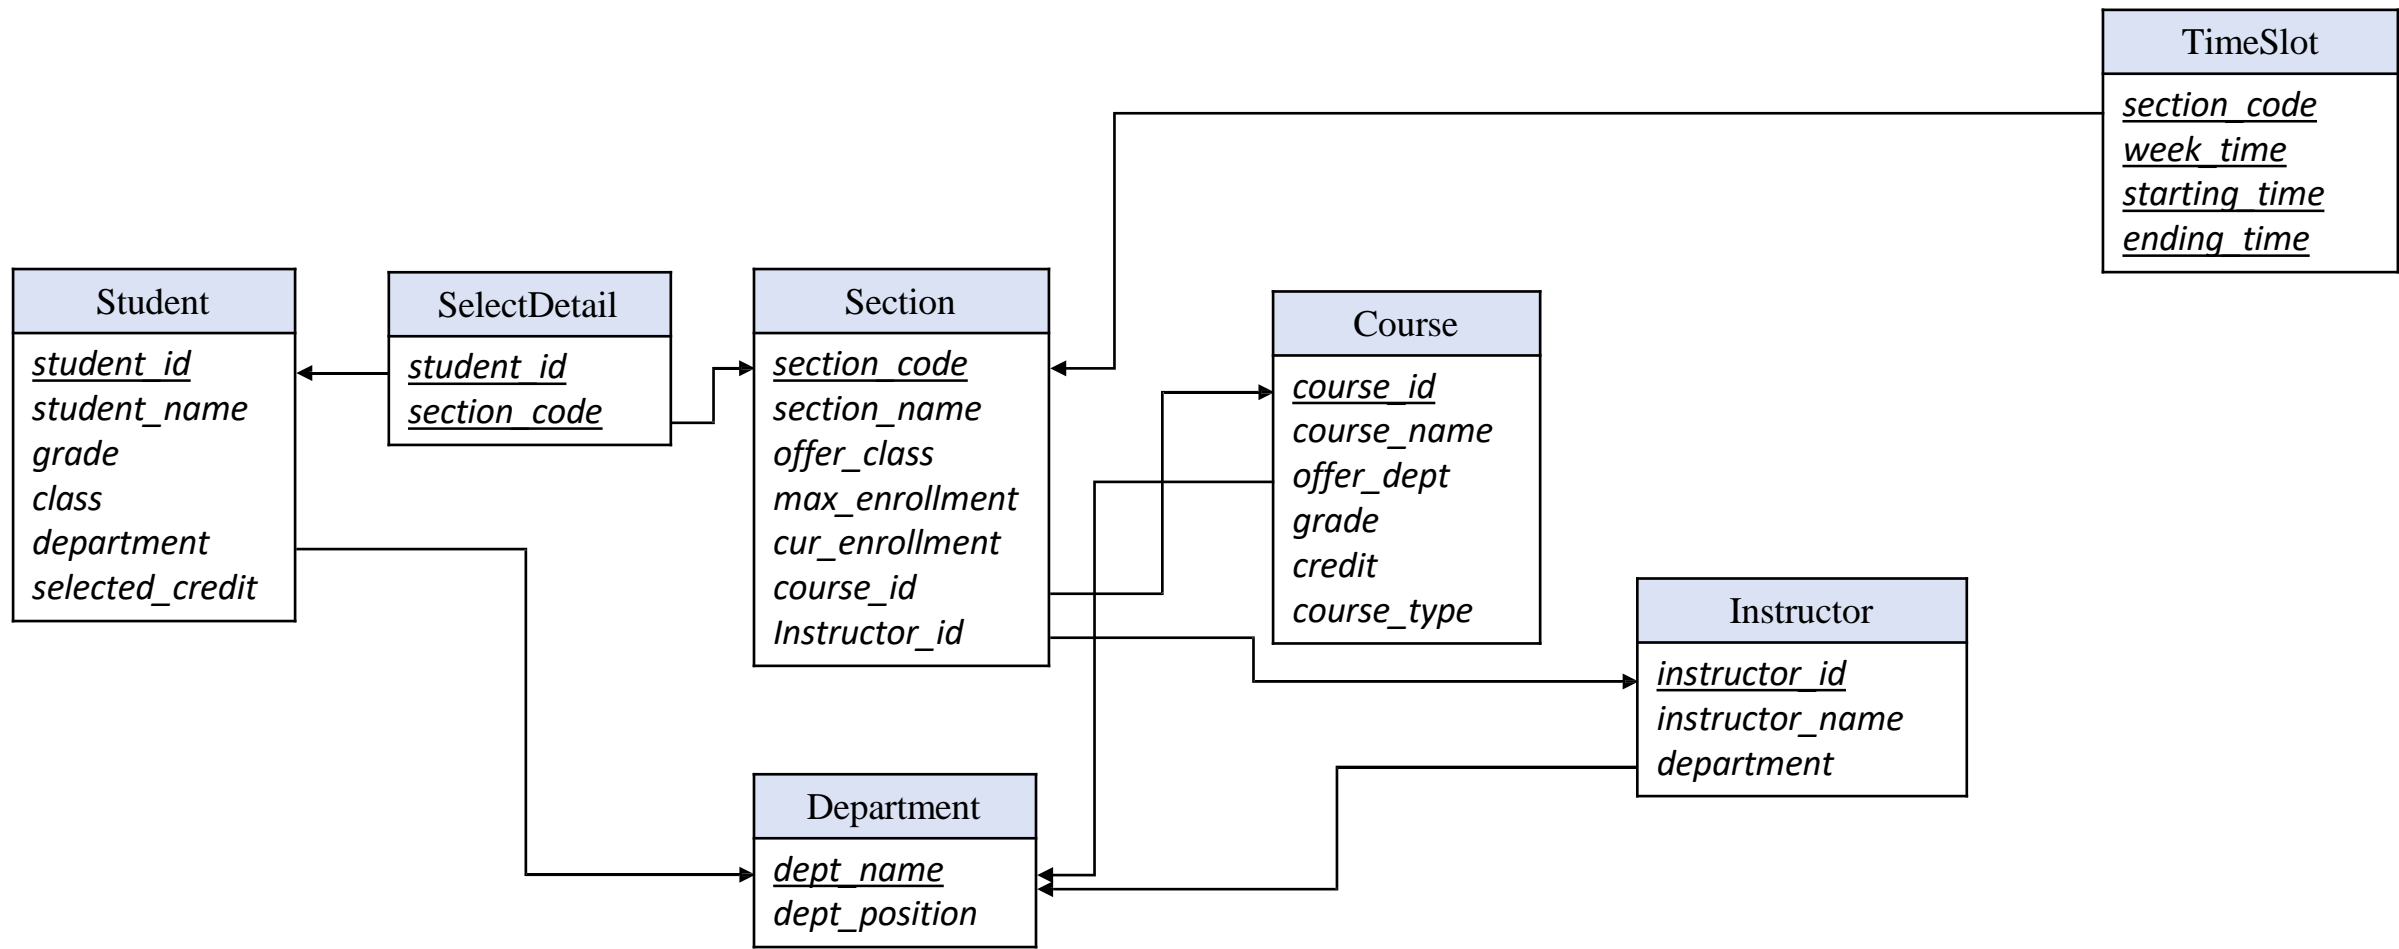 TimeSlot
section_code
week_time
starting_time
ending_time
Student
student_id
student_name
grade
class
department
selected_credit
SelectDetail
student_id
section_code
Section
section_code
section_name
offer_class
max_enrollment
cur_enrollment
course_id
Instructor_id
Course
course_id
course_name
offer_dept
grade
credit
course_type
Instructor
instructor_id
instructor_name
department
Department
dept_name
dept_position